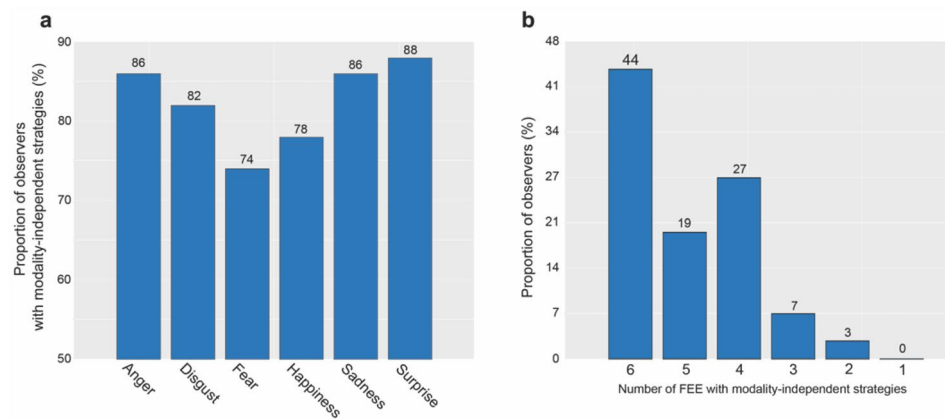 a
Proportion of observers
with modality-independent strategies (%)
90
80
70
60
50
86
82
74
78
86
88
Anger
Disgust
Fear
Happiness
Sadness
Surprise
b
Proportion of observers (%)
48
41
34
27
21
14
7
0
44
19
27
7
3
0
6 5 4 3 2 1
Number of FEE with modality-independent strategies